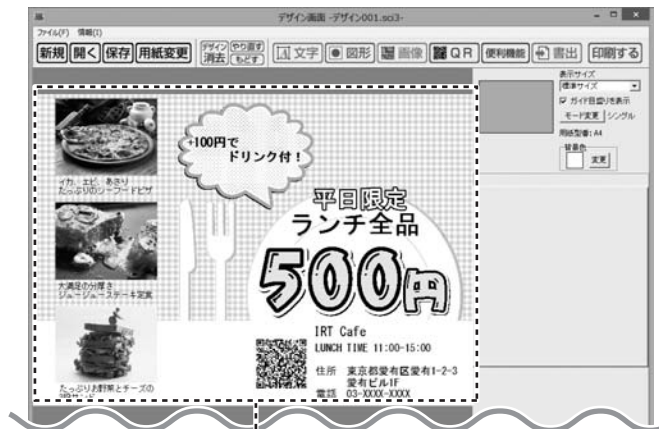 デザイン画面 -デザイン001.sci3-
ファイル(F) 情報(I)
新規 開く 保存 用紙変更 デザイン消去 やり直す もどす 文字 図形 画像 QR 便利機能 書出 印刷する
表示サイズ
標準サイズ
ガイド目盛りを表示
モード変更 シングル
用紙型番: A4
背景色
変更
+100円で
ドリンク付！
イカ、エビ、あさり
たっぷりのシーフードピザ
平日限定
ランチ全品
500円
大満足の分厚さ
ジュージューステーキ定食
IRT Cafe
LUNCH TIME 11:00-15:00
住所 東京都愛有区愛有1-2-3
愛有ビル1F
電話 03-XXXX-XXXX
たっぷりお野菜とチーズの